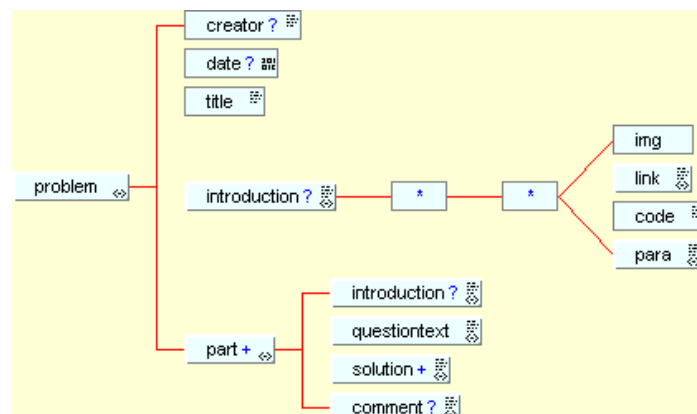 creator ?
date ?
title
problem
introduction ? * *
img
link
code
para
part +
introduction ?
questiontext
solution +
comment ?